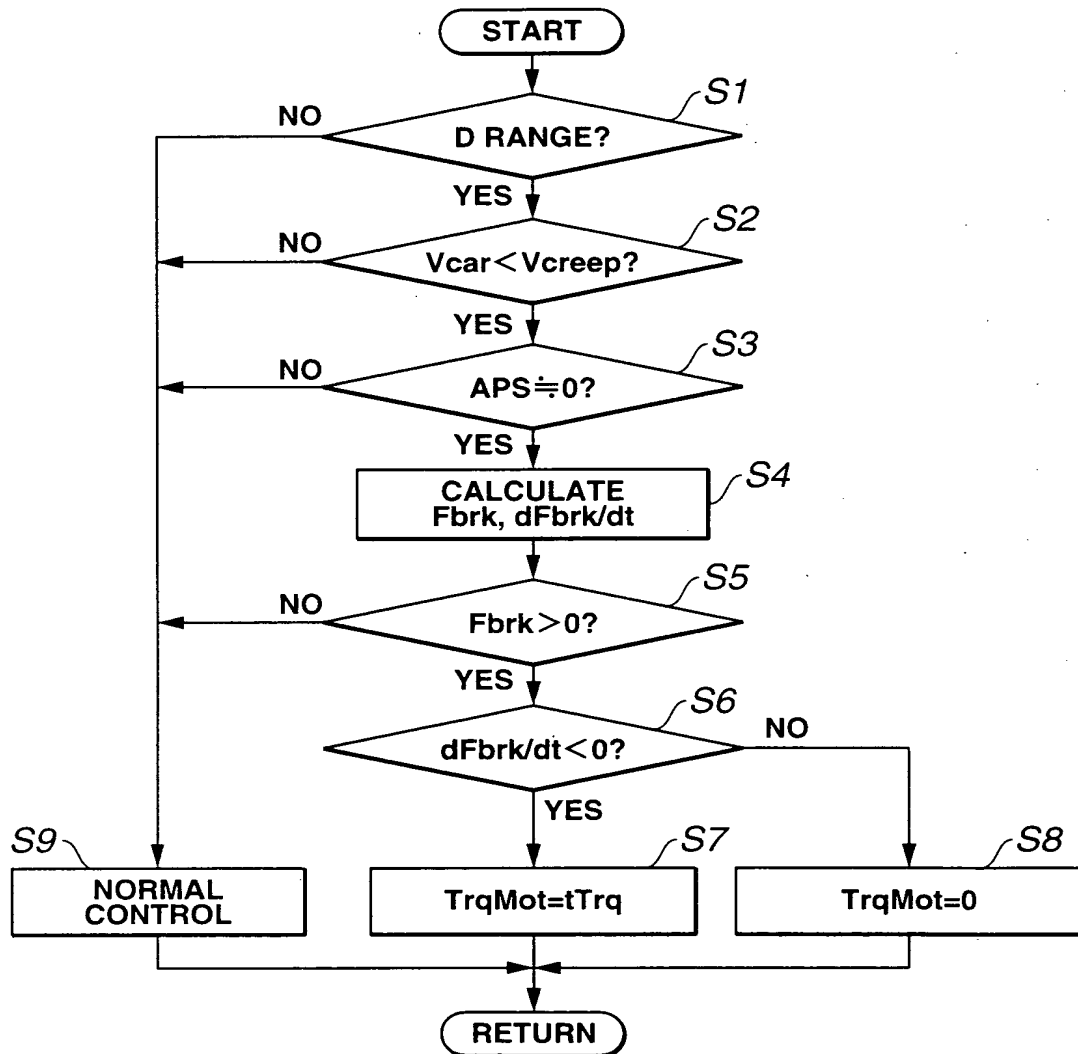 START
S1
NO
D RANGE?
YES
S2
NO
Vcar<Vcreep?
YES
S3
NO
APS≒0?
YES
S4
CALCULATE
Fbrk, dFbrk/dt
S5
NO
Fbrk>0?
YES
S6
NO
dFbrk/dt<0?
YES
S9
S7
S8
NORMAL
CONTROL
TrqMot=tTrq
TrqMot=0
RETURN